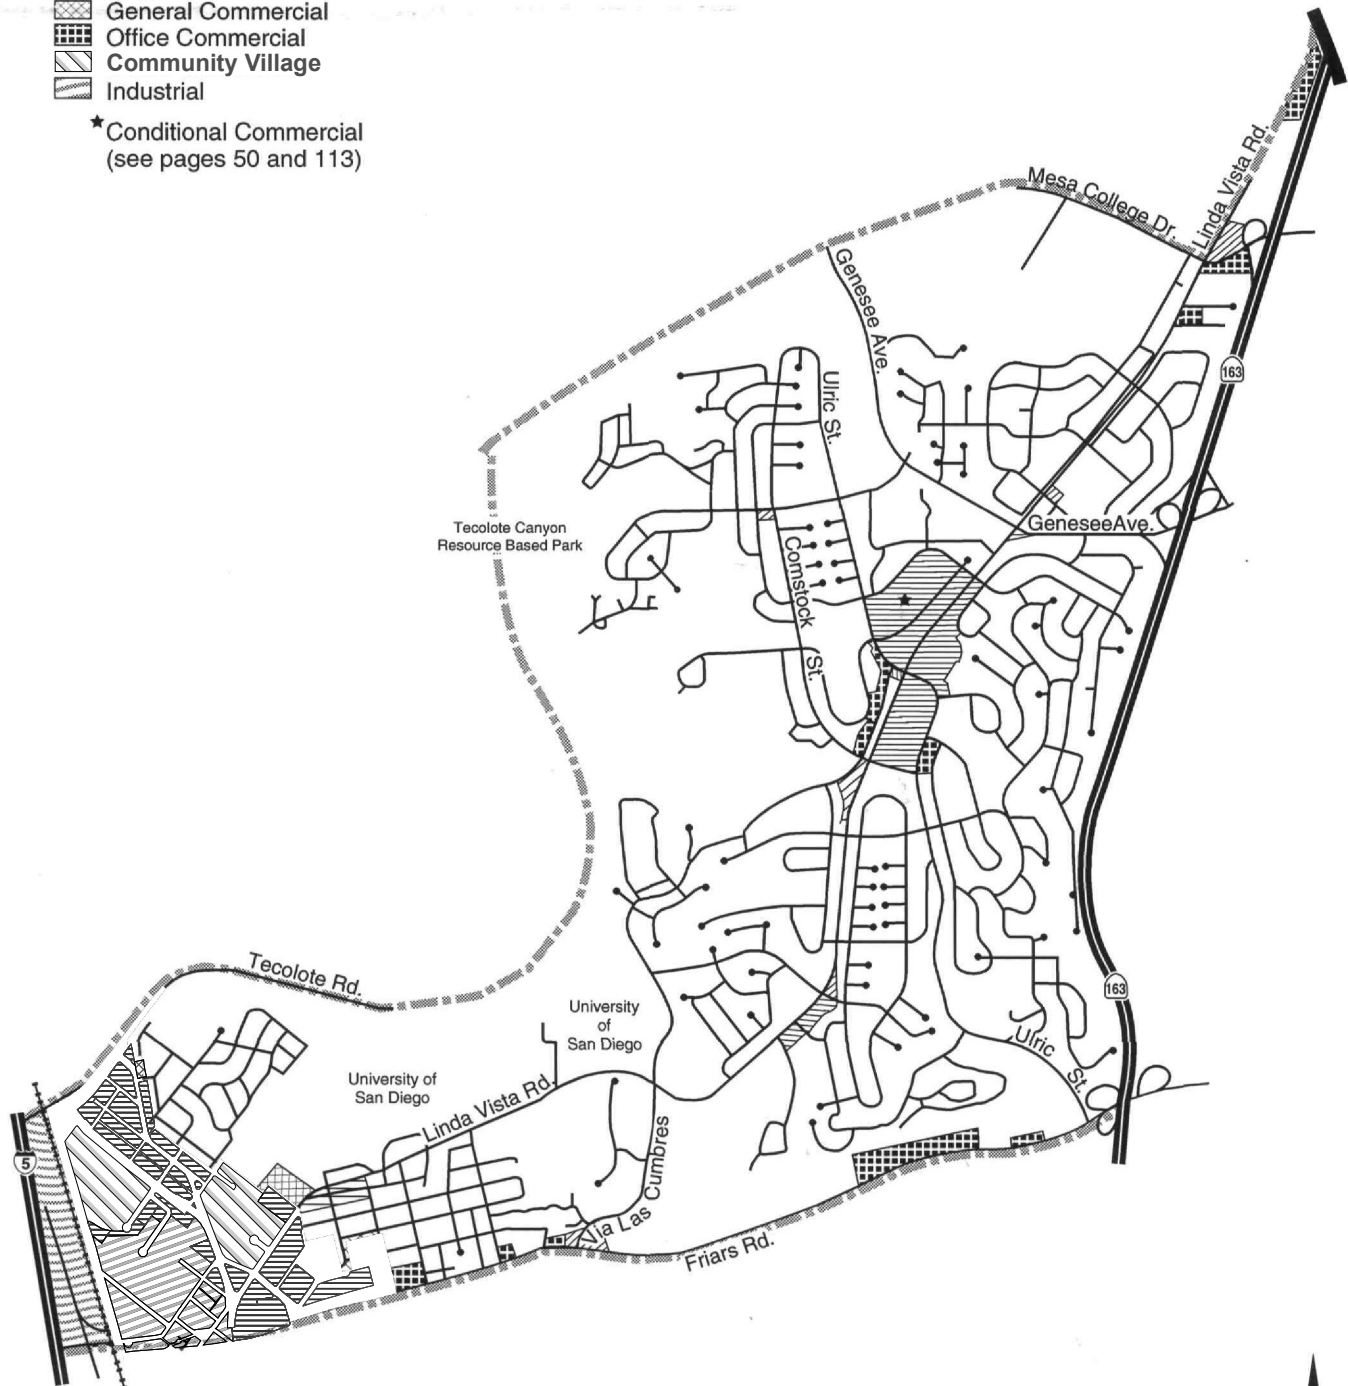 General Commercial
Office Commercial
Community Village
Industrial
Conditional Commercial
(see pages 50 and 113)
Linda Vista Rd.
Mesa College Dr.
Genesee Ave.
163
Ulric St.
GeneseeAve.
Tecolote Canyon
Resource Based Park
Comstock
St.
Tecolote Rd.
163
University
of
San Diego
Ulric
St.
University of
San Diego
Linda Vista Rd.
5
Cumbres
Via Las
Friars Rd.